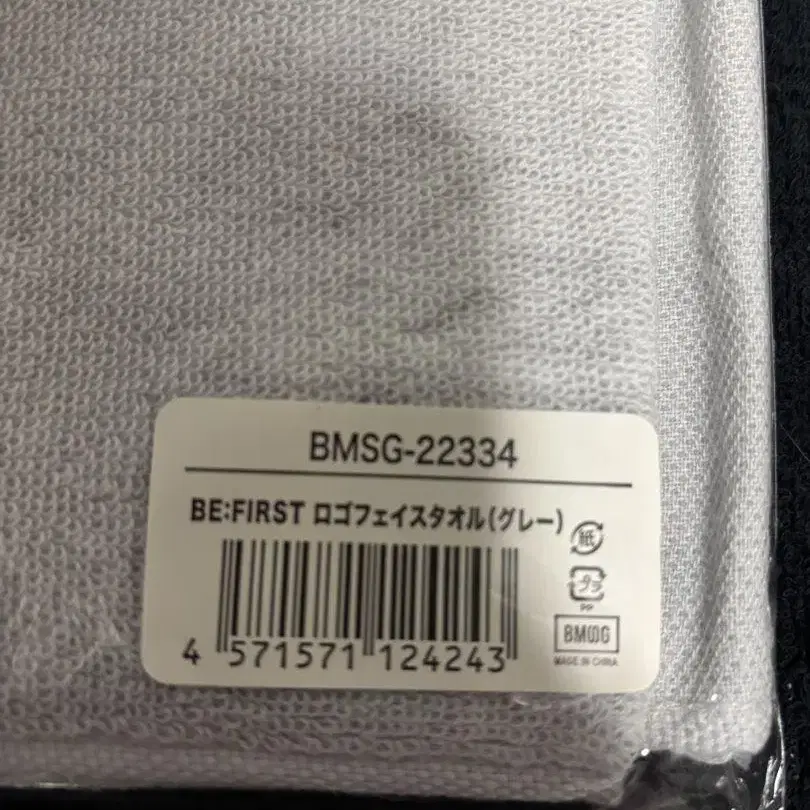 BMSG-22334
BE:FIRST ロゴフェイスタオル(グレー)
紙
プラ
PP
4 571571 124243
BMSG
MADE IN CHINA